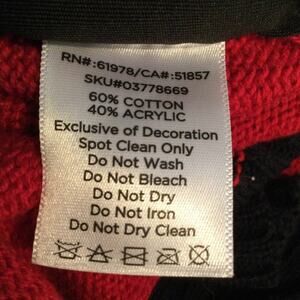 RN#:61978/CA#:51857
SKU#03778669
60% COTTON
40% ACRYLIC
Exclusive of Decoration
Spot Clean Only
Do Not Wash
Do Not Bleach
Do Not Dry
Do Not Iron
Do Not Dry Clean